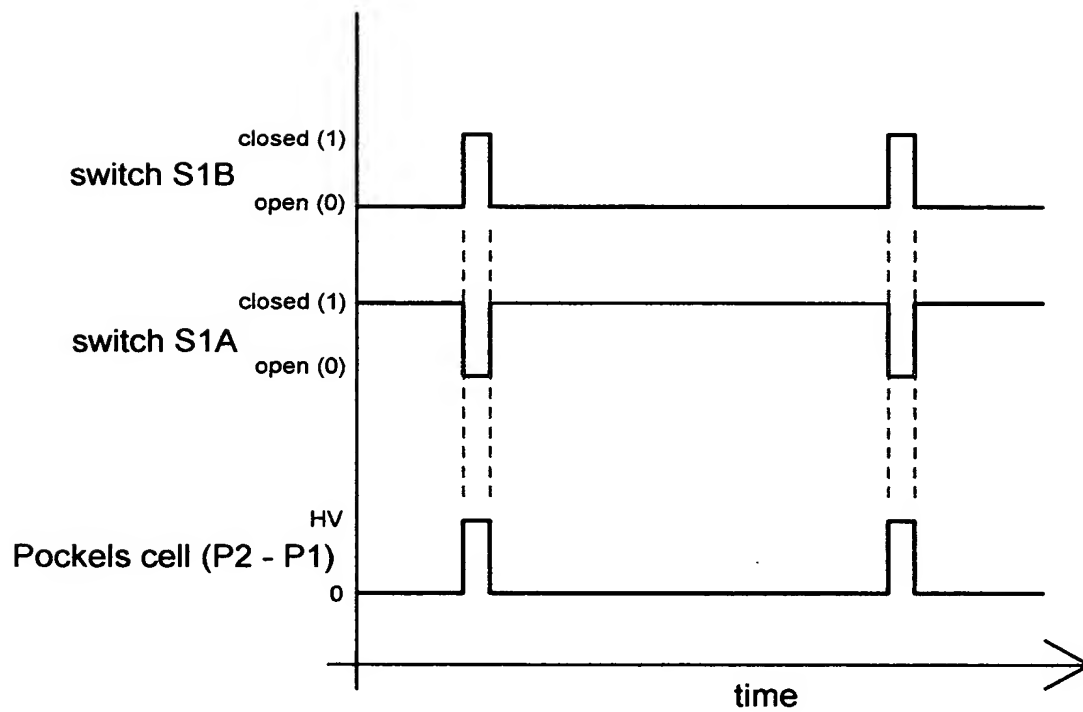 closed (1)
switch S1B
open (0)
closed (1)
switch S1A
open (0)
HV
Pockels cell (P2 - P1)
0
time